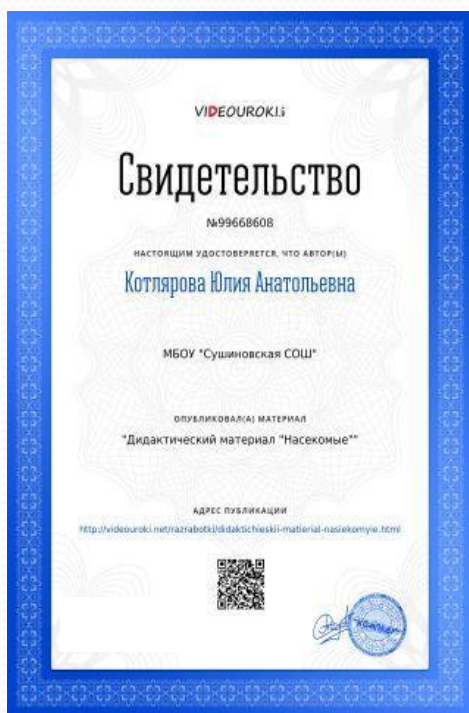 VIDEOUROKI.
Свидетельство
№99668608
НАСТОЯЩИМ УДОСТОВЕРЯЕТСЯ, ЧТО АВТОР(Ы)
Котлярова Юлия Анатольевна
МБОУ "Сушиновская СОШ"
ОПУБЛИКОВАЛ(А) МАТЕРИАЛ
"Дидактический материал "Насекомые""
АДРЕС ПУБЛИКАЦИИ
http://videouroki.net/razrabotki/didaktichieskii-matierial-nasiekomyie.html